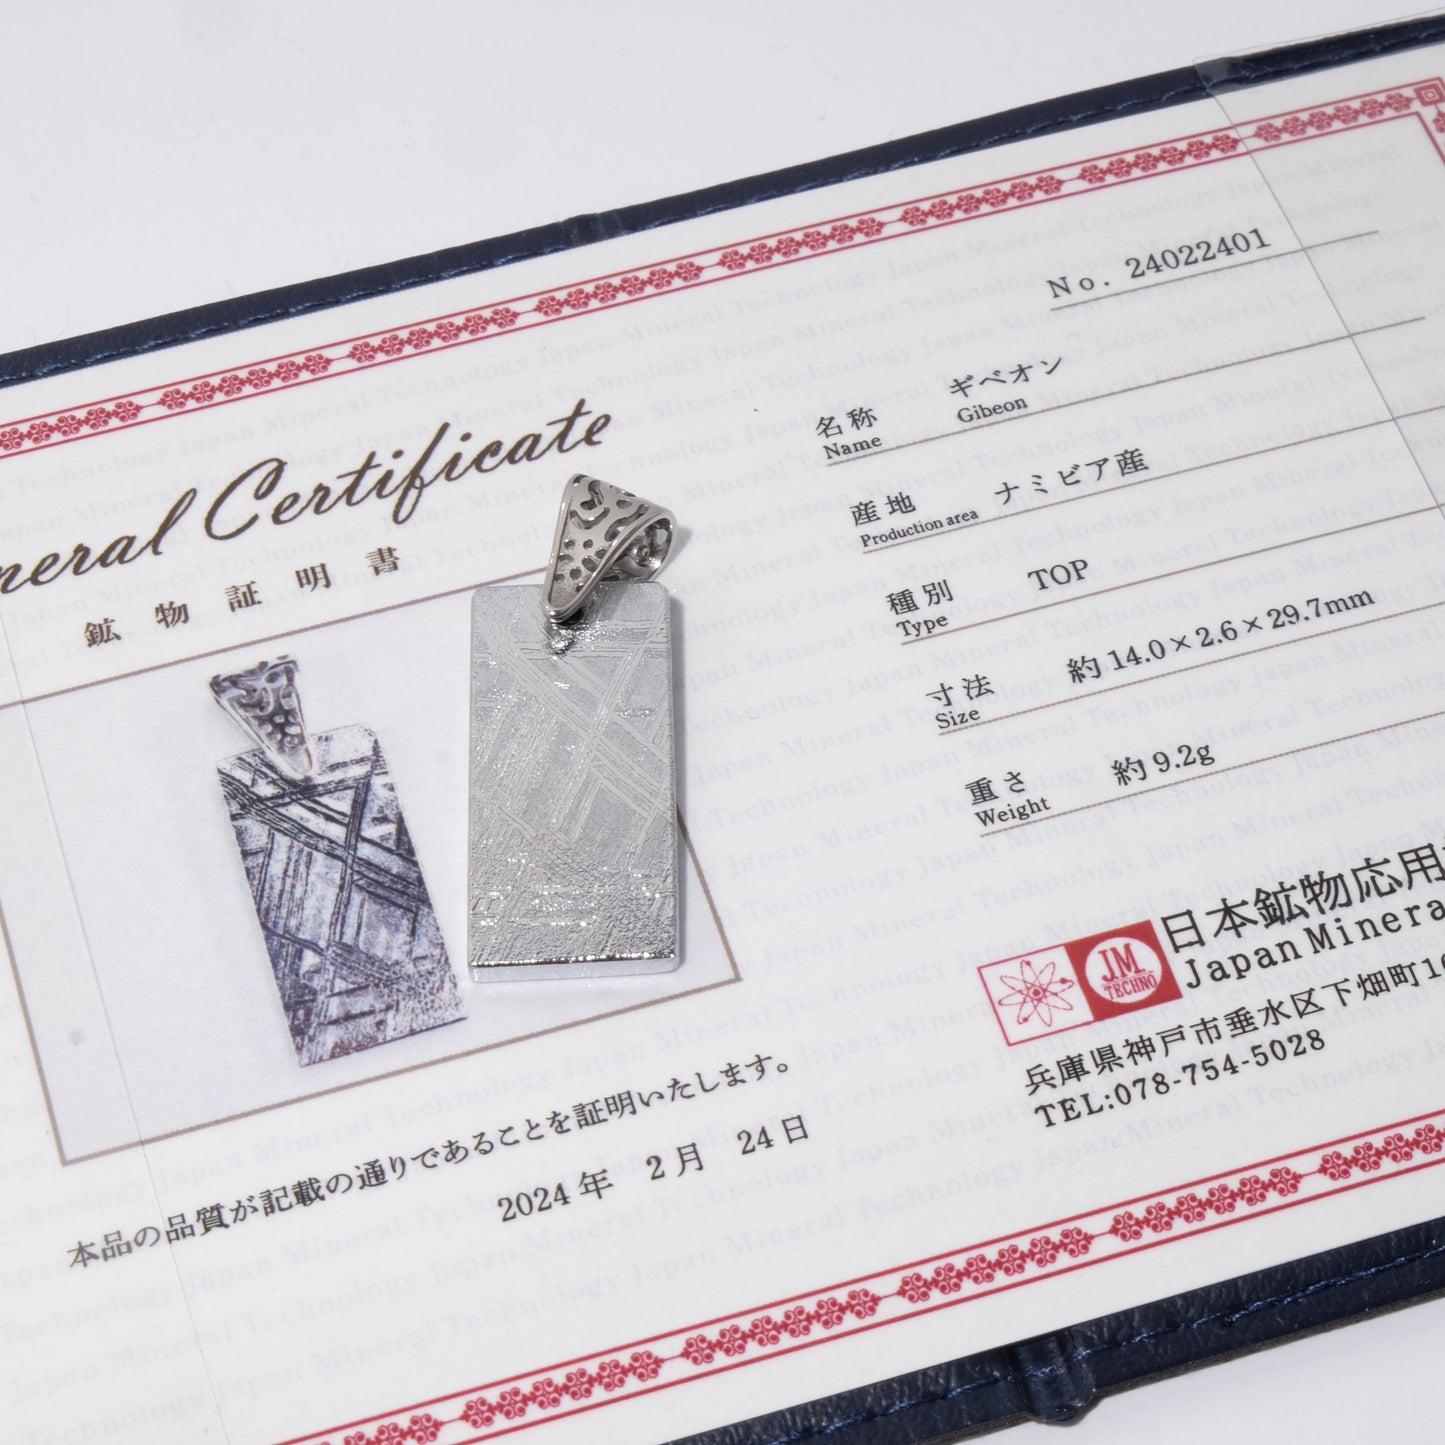 neral Certificate
鉱物証明書
No. 24022401
名称 ギベオン
Name Gibeon
産地 ナミビア産
Production area
種別 TOP
Type
寸法 約 14.0×2.6×29.7mm
Size
重さ 約 9.2g
Weight
本品の品質が記載の通りであることを証明いたします。
2024 年 2 月 24 日
J.M.
TECHNO
日本鉱物応用
Japan Minera
兵庫県神戸市垂水区下畑町
TEL:078-754-5028